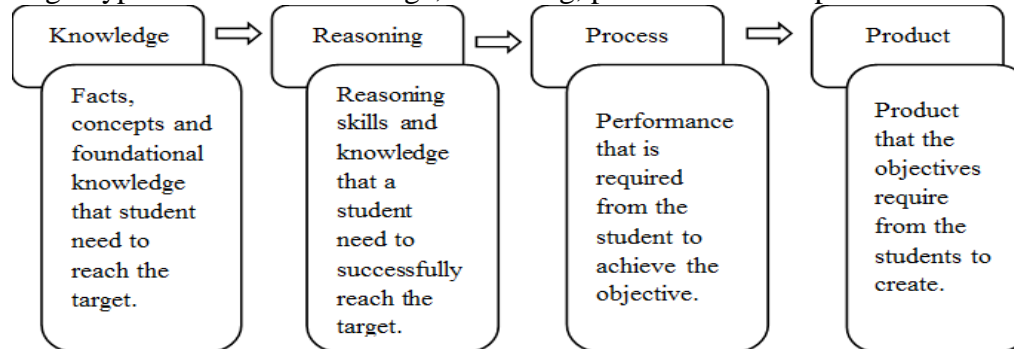 Knowledge
Reasoning
Process
Product
Facts,
concepts and
foundational
knowledge
that student
need to
reach the
target.
Reasoning
skills and
knowledge
that a
student
need to
successfully
reach the
target.
Performance
that is
required
from the
student to
achieve the
objective.
Product
that the
objectives
require
from the
students to
create.